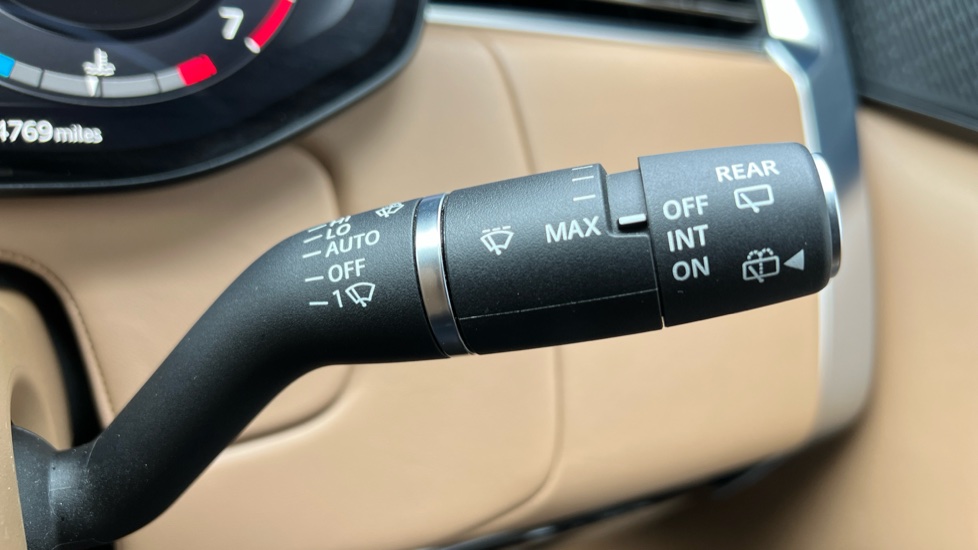 7
4769 miles
HI
LO
AUTO
OFF
1
MAX
REAR
OFF
INT
ON